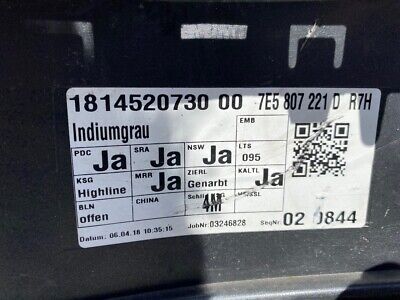 1814520730 00 7E5 807 221 D R7H
Indiumgrau EMB
PDC Ja SRA Ja NSW Ja LTS 095
KSG Highline MRR Ja ZIERL Genarbt KALTL Ja
BLN offen CHINA 4M
Datum: 06.04.18 10:35:15 JobNr.03246828 SeqNr 02 0844